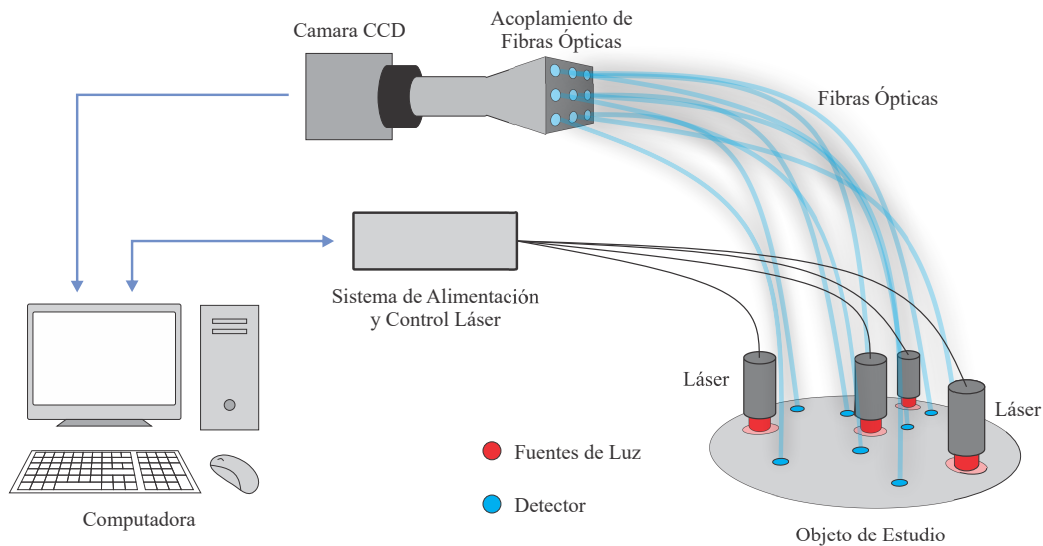 Camara CCD
Acoplamiento de
Fibras Ópticas
Fibras Ópticas
Sistema de Alimentación
y Control Láser
Láser
Láser
Fuentes de Luz
Detector
Computadora
Objeto de Estudio